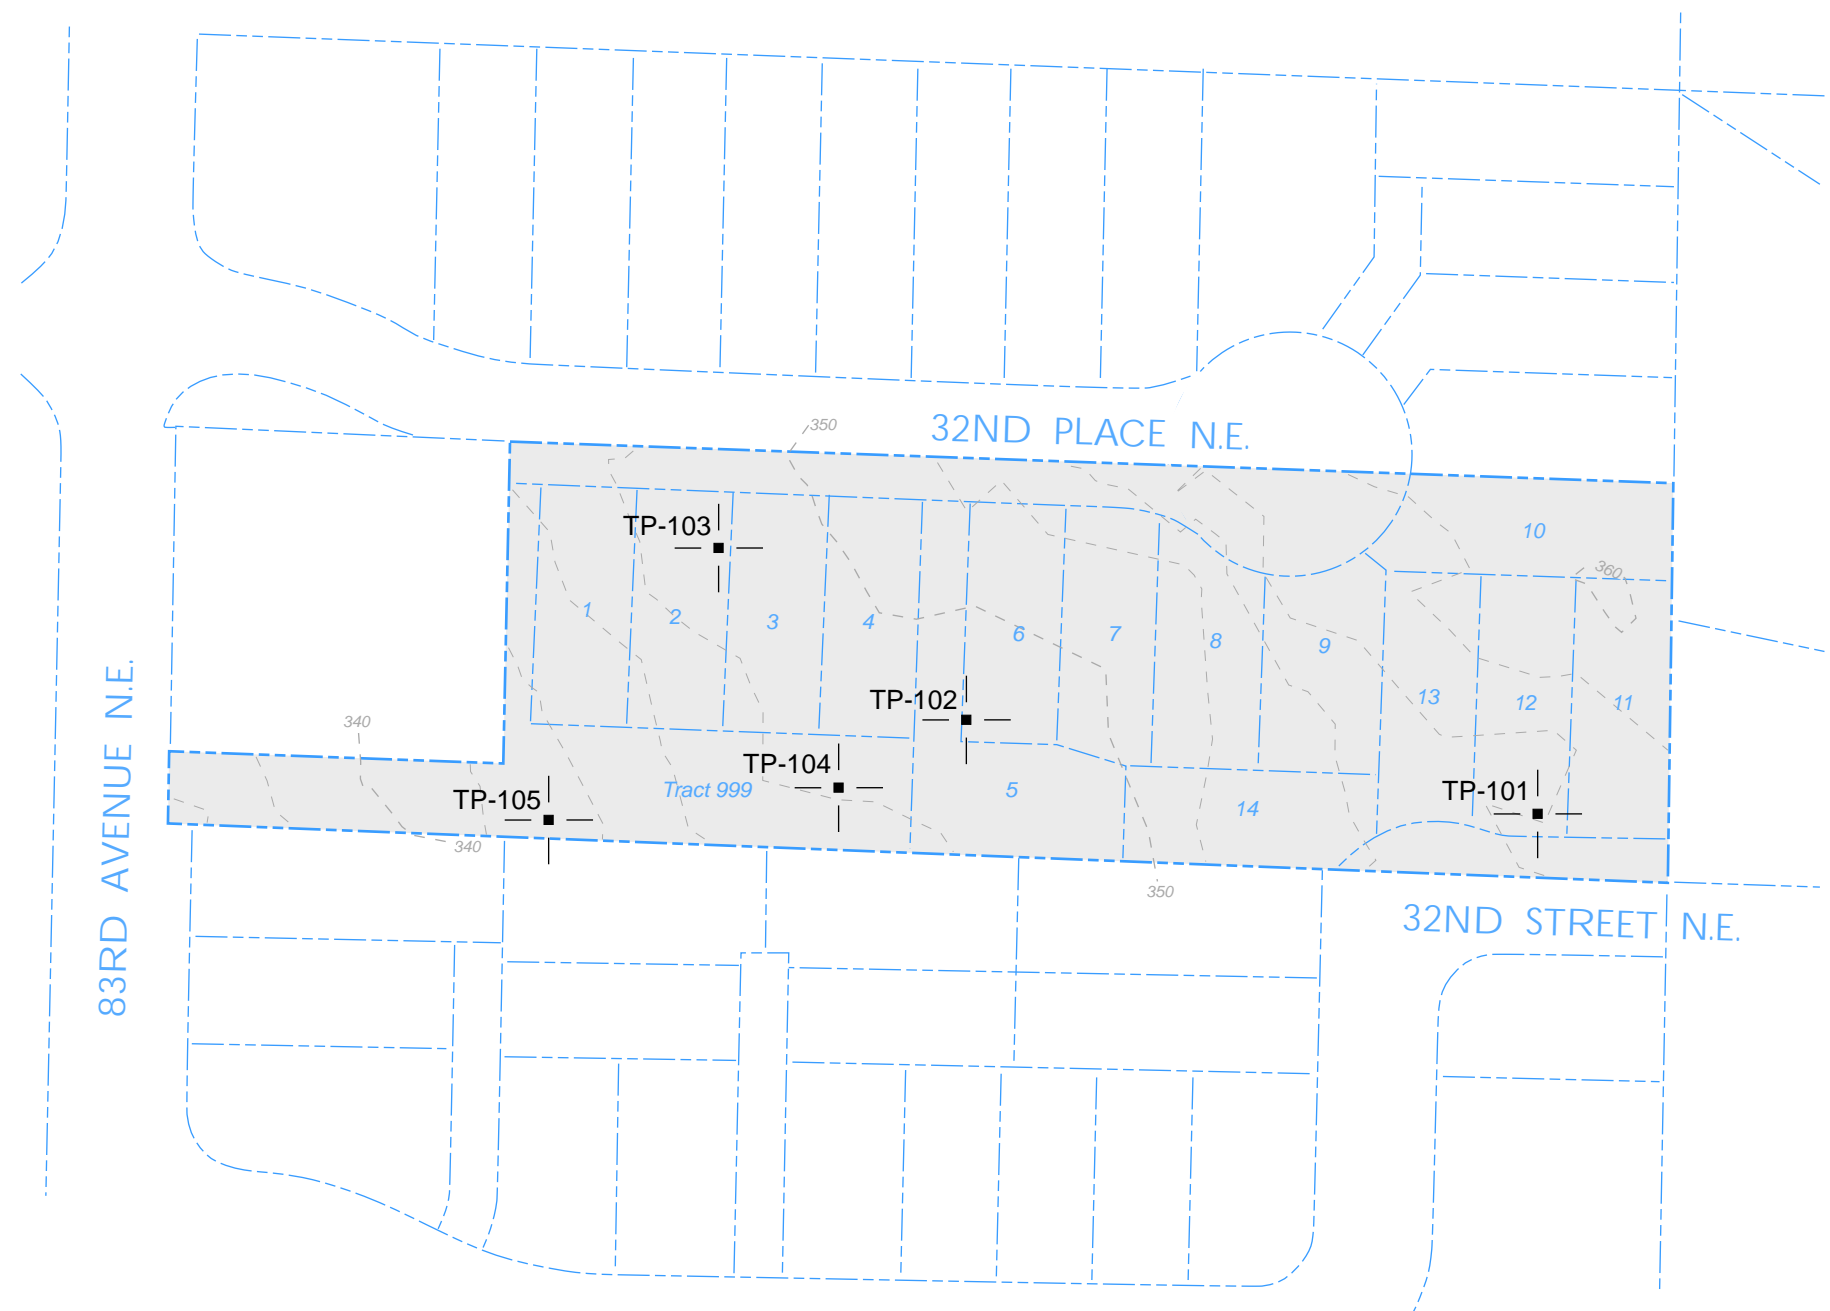 350
32ND PLACE N.E.
TP-103
10
360
1
2
3
4
6
7
8
9
13
12
11
TP-102
340
TP-104
TP-105
Tract 999
5
14
TP-101
340
350
32ND STREET N.E.
83RD AVENUE N.E.